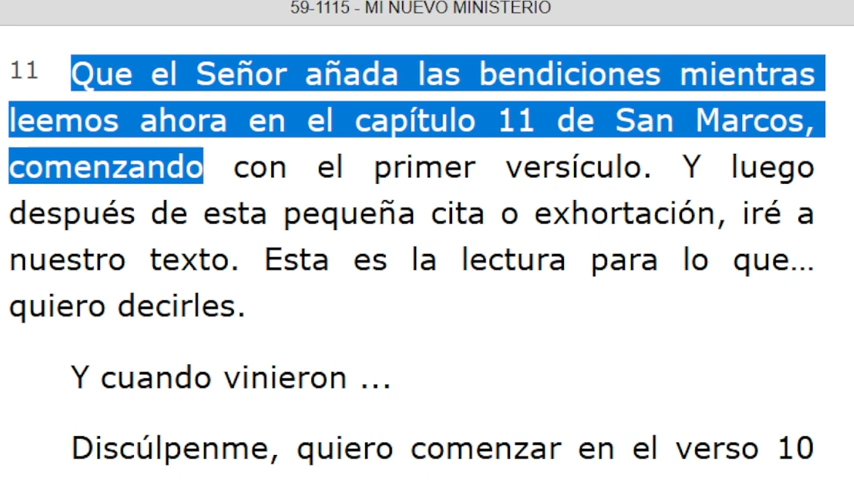 59-1115 - MI NUEVO MINISTERIO
11 Que el Señor añada las bendiciones mientras
leemos ahora en el capítulo 11 de San Marcos,
comenzando con el primer versículo. Y luego
después de esta pequeña cita o exhortación, iré a
nuestro texto. Esta es la lectura para lo que…
quiero decirles.
Y cuando vinieron ...
Discúlpenme, quiero comenzar en el verso 10